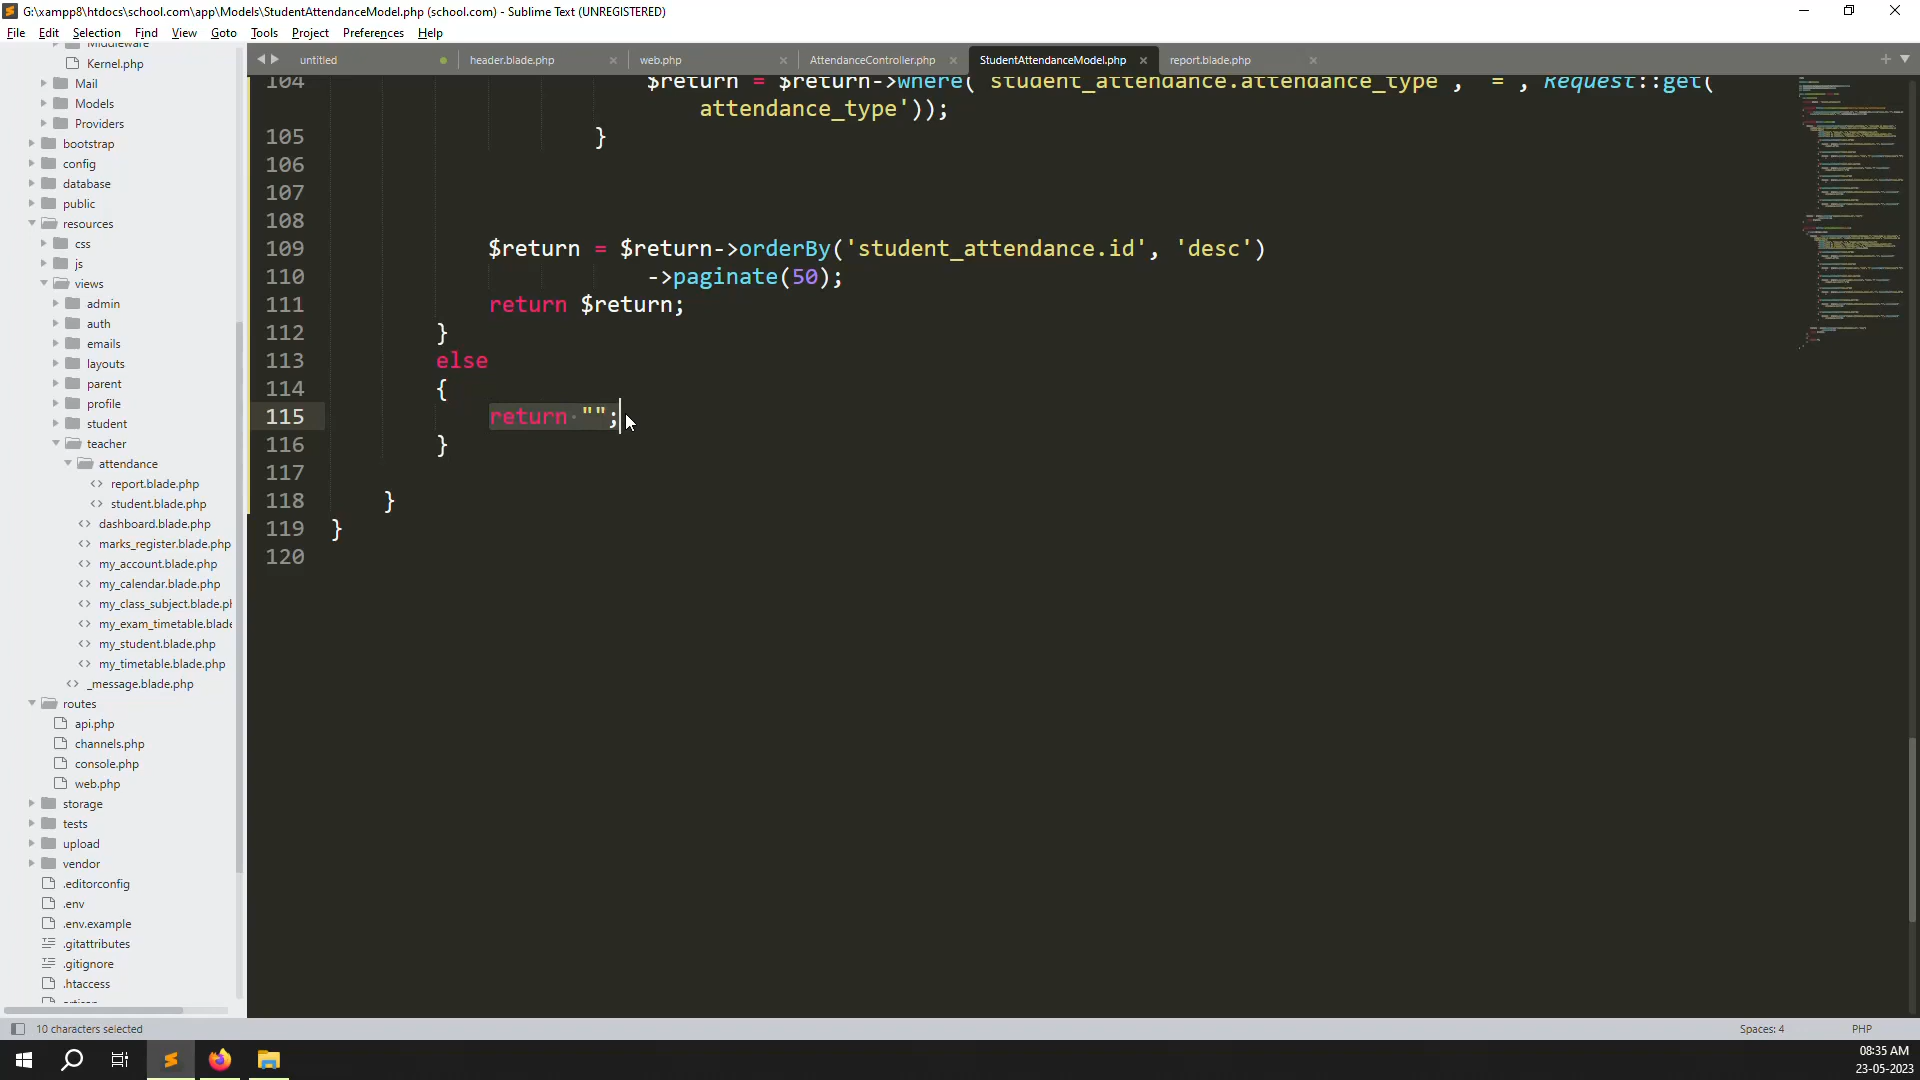 G:\xampp8\htdocs\school.com\app\Models\StudentAttendanceModel.php (school.com) - Sublime Text (UNREGISTERED)
File Edit Selection Find View Goto Tools Project Preferences Help
untitled header.blade.php web.php AttendanceController.php StudentAttendanceModel.php report.blade.php
Middleware
Kernel.php
Mail
Models
Providers
bootstrap
config
database
public
resources
css
js
views
admin
auth
emails
layouts
parent
profile
student
teacher
attendance
report.blade.php
student.blade.php
dashboard.blade.php
marks_register.blade.php
my_account.blade.php
my_calendar.blade.php
my_class_subject.blade.ph
my_exam_timetable.blade
my_student.blade.php
my_timetable.blade.php
_message.blade.php
routes
api.php
channels.php
console.php
web.php
storage
tests
upload
vendor
.editorconfig
.env
.env.example
.gitattributes
.gitignore
.htaccess
104 $return = $return->where('student_attendance.attendance_type', '=', Request::get('
attendance_type'));
105 }
106
107
108
109 $return = $return->orderBy('student_attendance.id', 'desc')
110 ->paginate(50);
111 return $return;
112 }
113 else
114 {
115 return "";
116 }
117
118 }
119 }
120
10 characters selected Spaces: 4 PHP
08:35 AM
23-05-2023